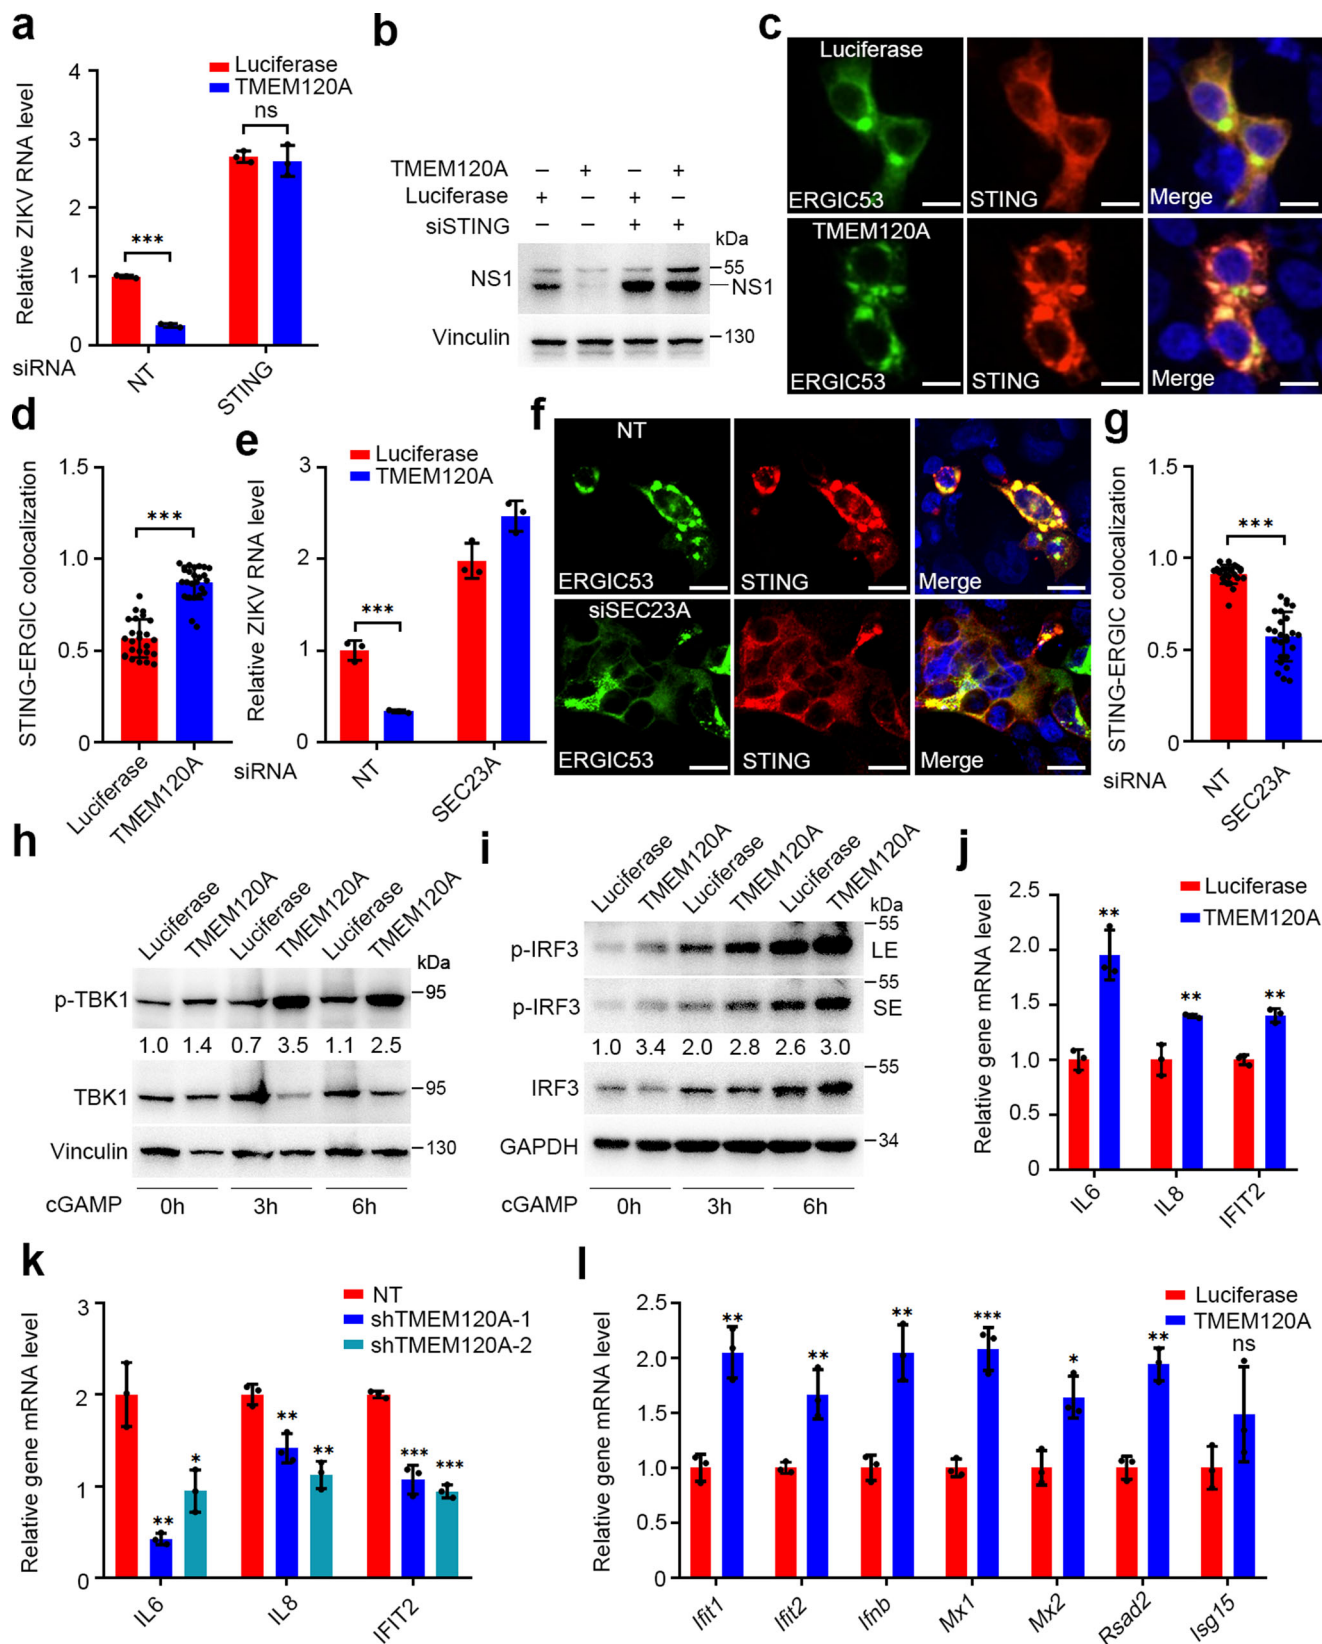 a
Relative ZIKV RNA level
4
3
2
1
0
Luciferase
TMEM120A
ns
***
siRNA
NT
STING
b
TMEM120A – + – +
Luciferase + – + –
siSTING – – + +
kDa
NS1
55
NS1
Vinculin
130
c
Luciferase
ERGIC53
STING
Merge
TMEM120A
ERGIC53
STING
Merge
d
STING-ERGIC colocalization
1.5
1.0
0.5
0
***
Luciferase
TMEM120A
e
Relative ZIKV RNA level
3
2
1
0
Luciferase
TMEM120A
***
siRNA
NT
SEC23A
f
NT
ERGIC53
STING
Merge
siSEC23A
ERGIC53
STING
Merge
g
STING-ERGIC colocalization
1.5
1.0
0.5
0
***
siRNA
NT
SEC23A
h
Luciferase TMEM120A Luciferase TMEM120A Luciferase TMEM120A
kDa
p-TBK1
95
1.0 1.4 0.7 3.5 1.1 2.5
TBK1
95
Vinculin
130
cGAMP 0h 3h 6h
i
Luciferase TMEM120A Luciferase TMEM120A Luciferase TMEM120A
kDa
55
p-IRF3
LE
55
p-IRF3
SE
1.0 3.4 2.0 2.8 2.6 3.0
55
IRF3
GAPDH
34
cGAMP 0h 3h 6h
j
Relative gene mRNA level
2.5
2.0
1.5
1.0
0.5
0
Luciferase
TMEM120A
** ** **
IL6 IL8 IFIT2
k
Relative gene mRNA level
3
2
1
0
NT
shTMEM120A-1
shTMEM120A-2
** * ** ** *** ***
IL6 IL8 IFIT2
l
Relative gene mRNA level
2.5
2.0
1.5
1.0
0.5
0
Luciferase
TMEM120A
** ** ** *** * ** ns
Ifit1 Ifit2 Ifnb Mx1 Mx2 Rsad2 Isg15